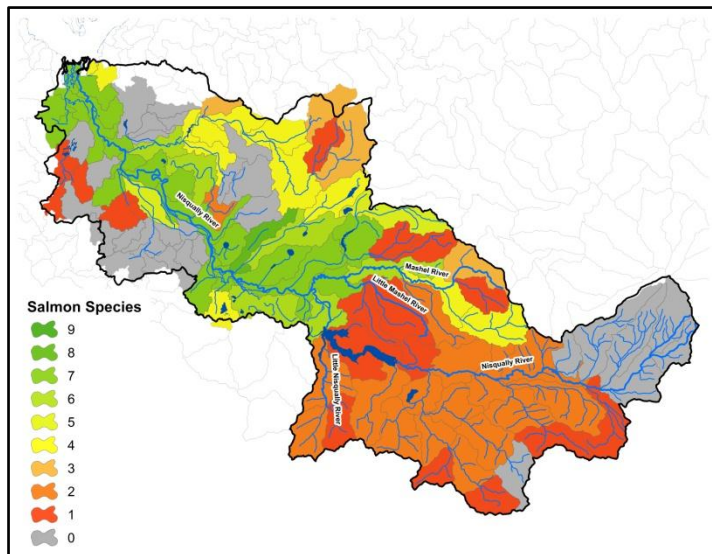 Nisqually River
Mashel River
Little Mashel River
Nisqually River
Little Nisqually River
Salmon Species
9
8
7
6
5
4
3
2
1
0